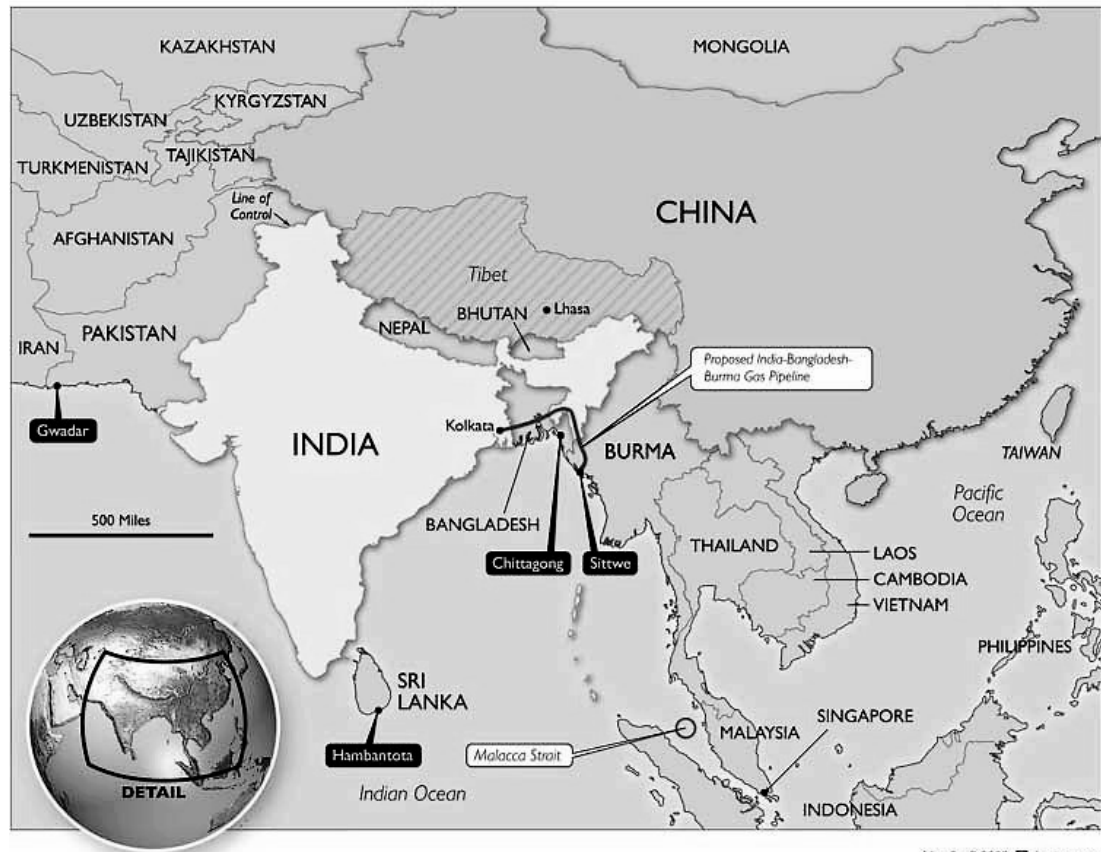 KAZAKHSTAN
MONGOLIA
KYRGYZSTAN
UZBEKISTAN
TAJIKISTAN
TURKMENISTAN
Line of
Control
CHINA
AFGHANISTAN
Tibet
Lhasa
BHUTAN
PAKISTAN
NEPAL
IRAN
Proposed India-Bangladesh-
Burma Gas Pipeline
Gwadar
Kolkata
INDIA
BURMA
TAIWAN
Pacific
Ocean
500 Miles
BANGLADESH
THAILAND
LAOS
Chittagong
Sittwe
CAMBODIA
VIETNAM
PHILIPPINES
SRI
LANKA
SINGAPORE
MALAYSIA
Hambantota
Malacca Strait
DETAIL
Indian Ocean
INDONESIA